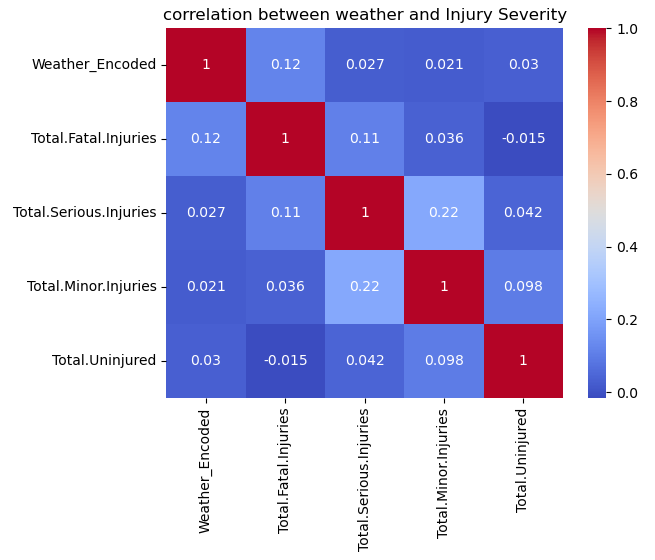 correlation between weather and Injury Severity
Weather_Encoded 1 0.12 0.027 0.021 0.03
Total.Fatal.Injuries 0.12 1 0.11 0.036 -0.015
Total.Serious.Injuries 0.027 0.11 1 0.22 0.042
Total.Minor.Injuries 0.021 0.036 0.22 1 0.098
Total.Uninjured 0.03 -0.015 0.042 0.098 1
Weather_Encoded
Total.Fatal.Injuries
Total.Serious.Injuries
Total.Minor.Injuries
Total.Uninjured
1.0
0.8
0.6
0.4
0.2
0.0